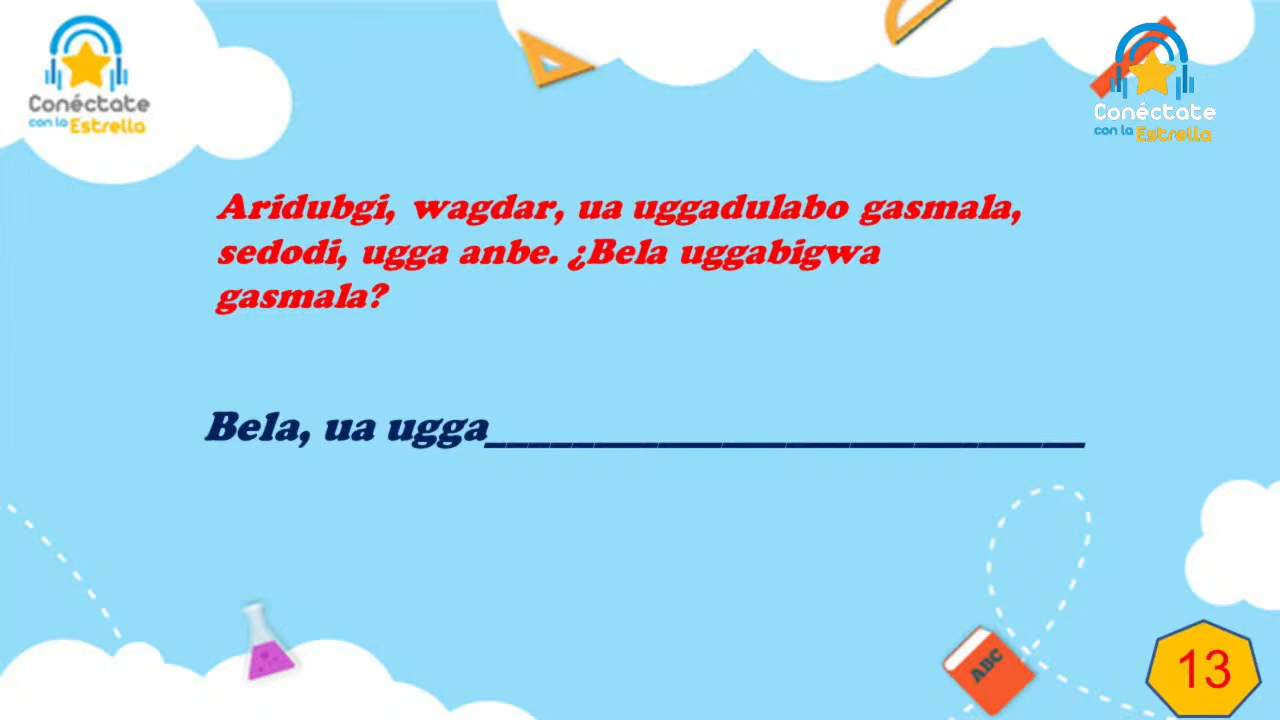 Conéctate
con la Estrella
Conéctate
con la Estrella
Aridubgi, wagdar, ua uggadulabo gasmala,
sedodi, ugga anbe. ¿Bela uggabigwa
gasmala?
Bela, ua ugga____________________________
ABC
13